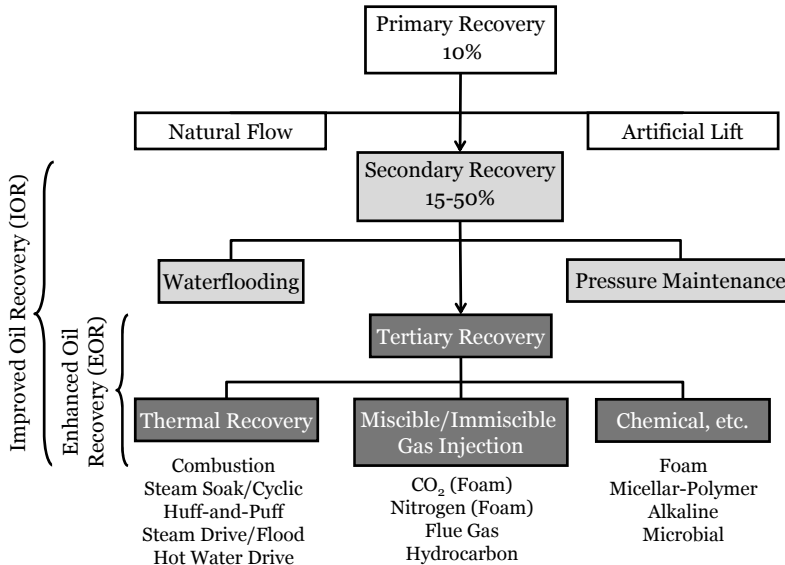 Primary Recovery
10%
Natural Flow
Artificial Lift
Secondary Recovery
15-50%
Waterflooding
Pressure Maintenance
Tertiary Recovery
Improved Oil Recovery (IOR)
Enhanced Oil
Recovery (EOR)
Thermal Recovery
Combustion
Steam Soak/Cyclic
Huff-and-Puff
Steam Drive/Flood
Hot Water Drive
Miscible/Immiscible
Gas Injection
CO₂ (Foam)
Nitrogen (Foam)
Flue Gas
Hydrocarbon
Chemical, etc.
Foam
Micellar-Polymer
Alkaline
Microbial